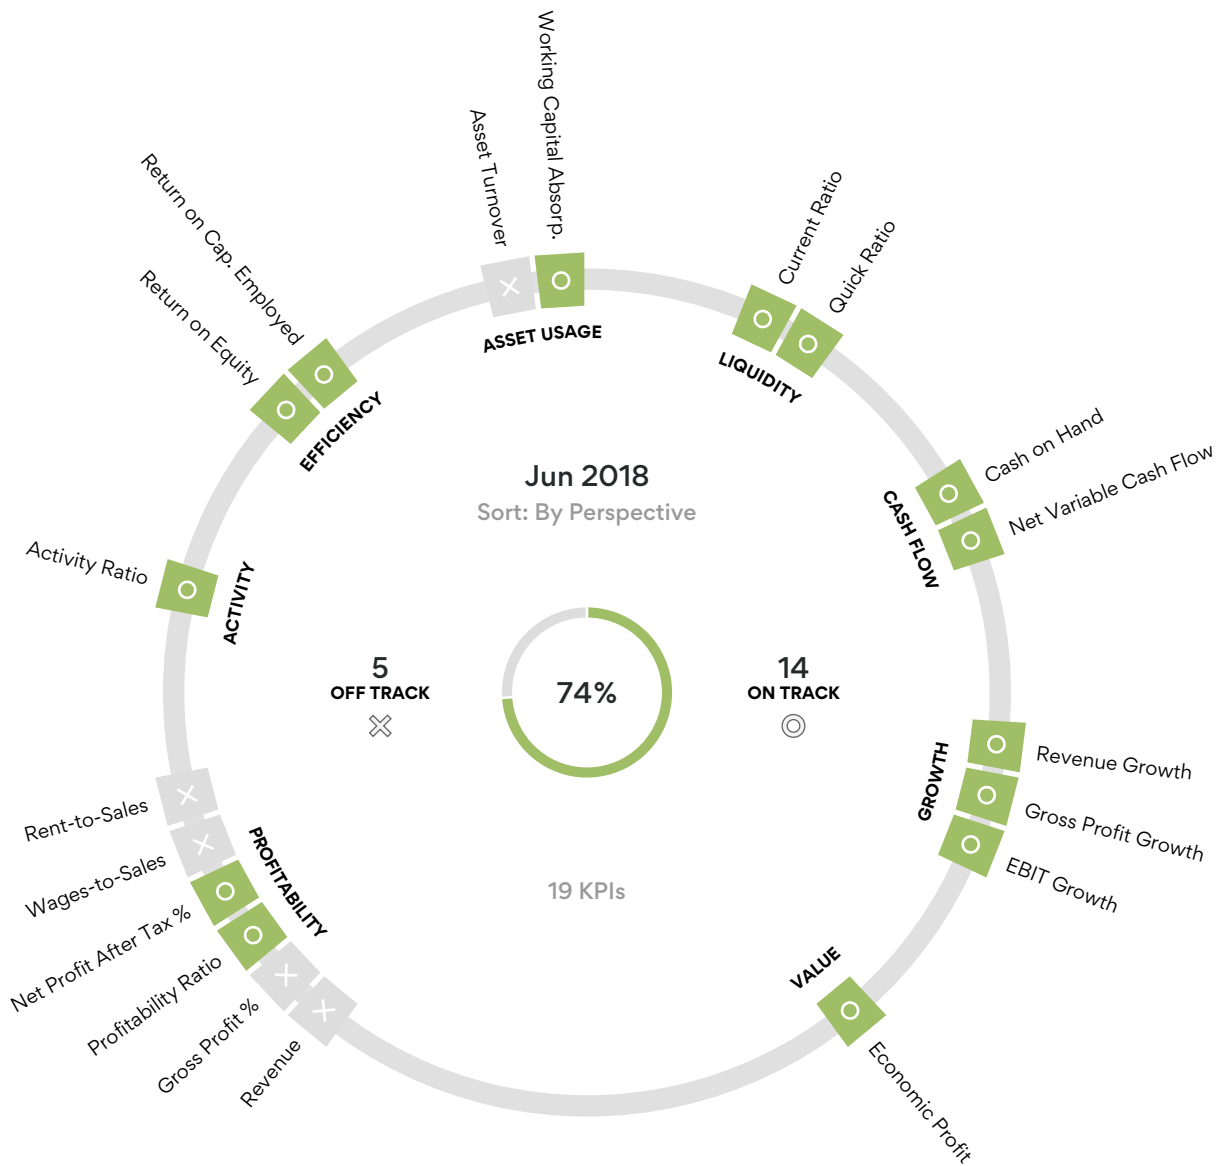 Working Capital Absorp.
Asset Turnover
ASSET USAGE
Current Ratio
Quick Ratio
LIQUIDITY
Return on Cap. Employed
Return on Equity
EFFICIENCY
Cash on Hand
Net Variable Cash Flow
CASH FLOW
Jun 2018
Sort: By Perspective
Activity Ratio
ACTIVITY
5
OFF TRACK
74%
14
ON TRACK
Revenue Growth
Gross Profit Growth
EBIT Growth
GROWTH
Rent-to-Sales
Wages-to-Sales
Net Profit After Tax %
Profitability Ratio
Gross Profit %
Revenue
PROFITABILITY
19 KPIs
VALUE
Economic Profit